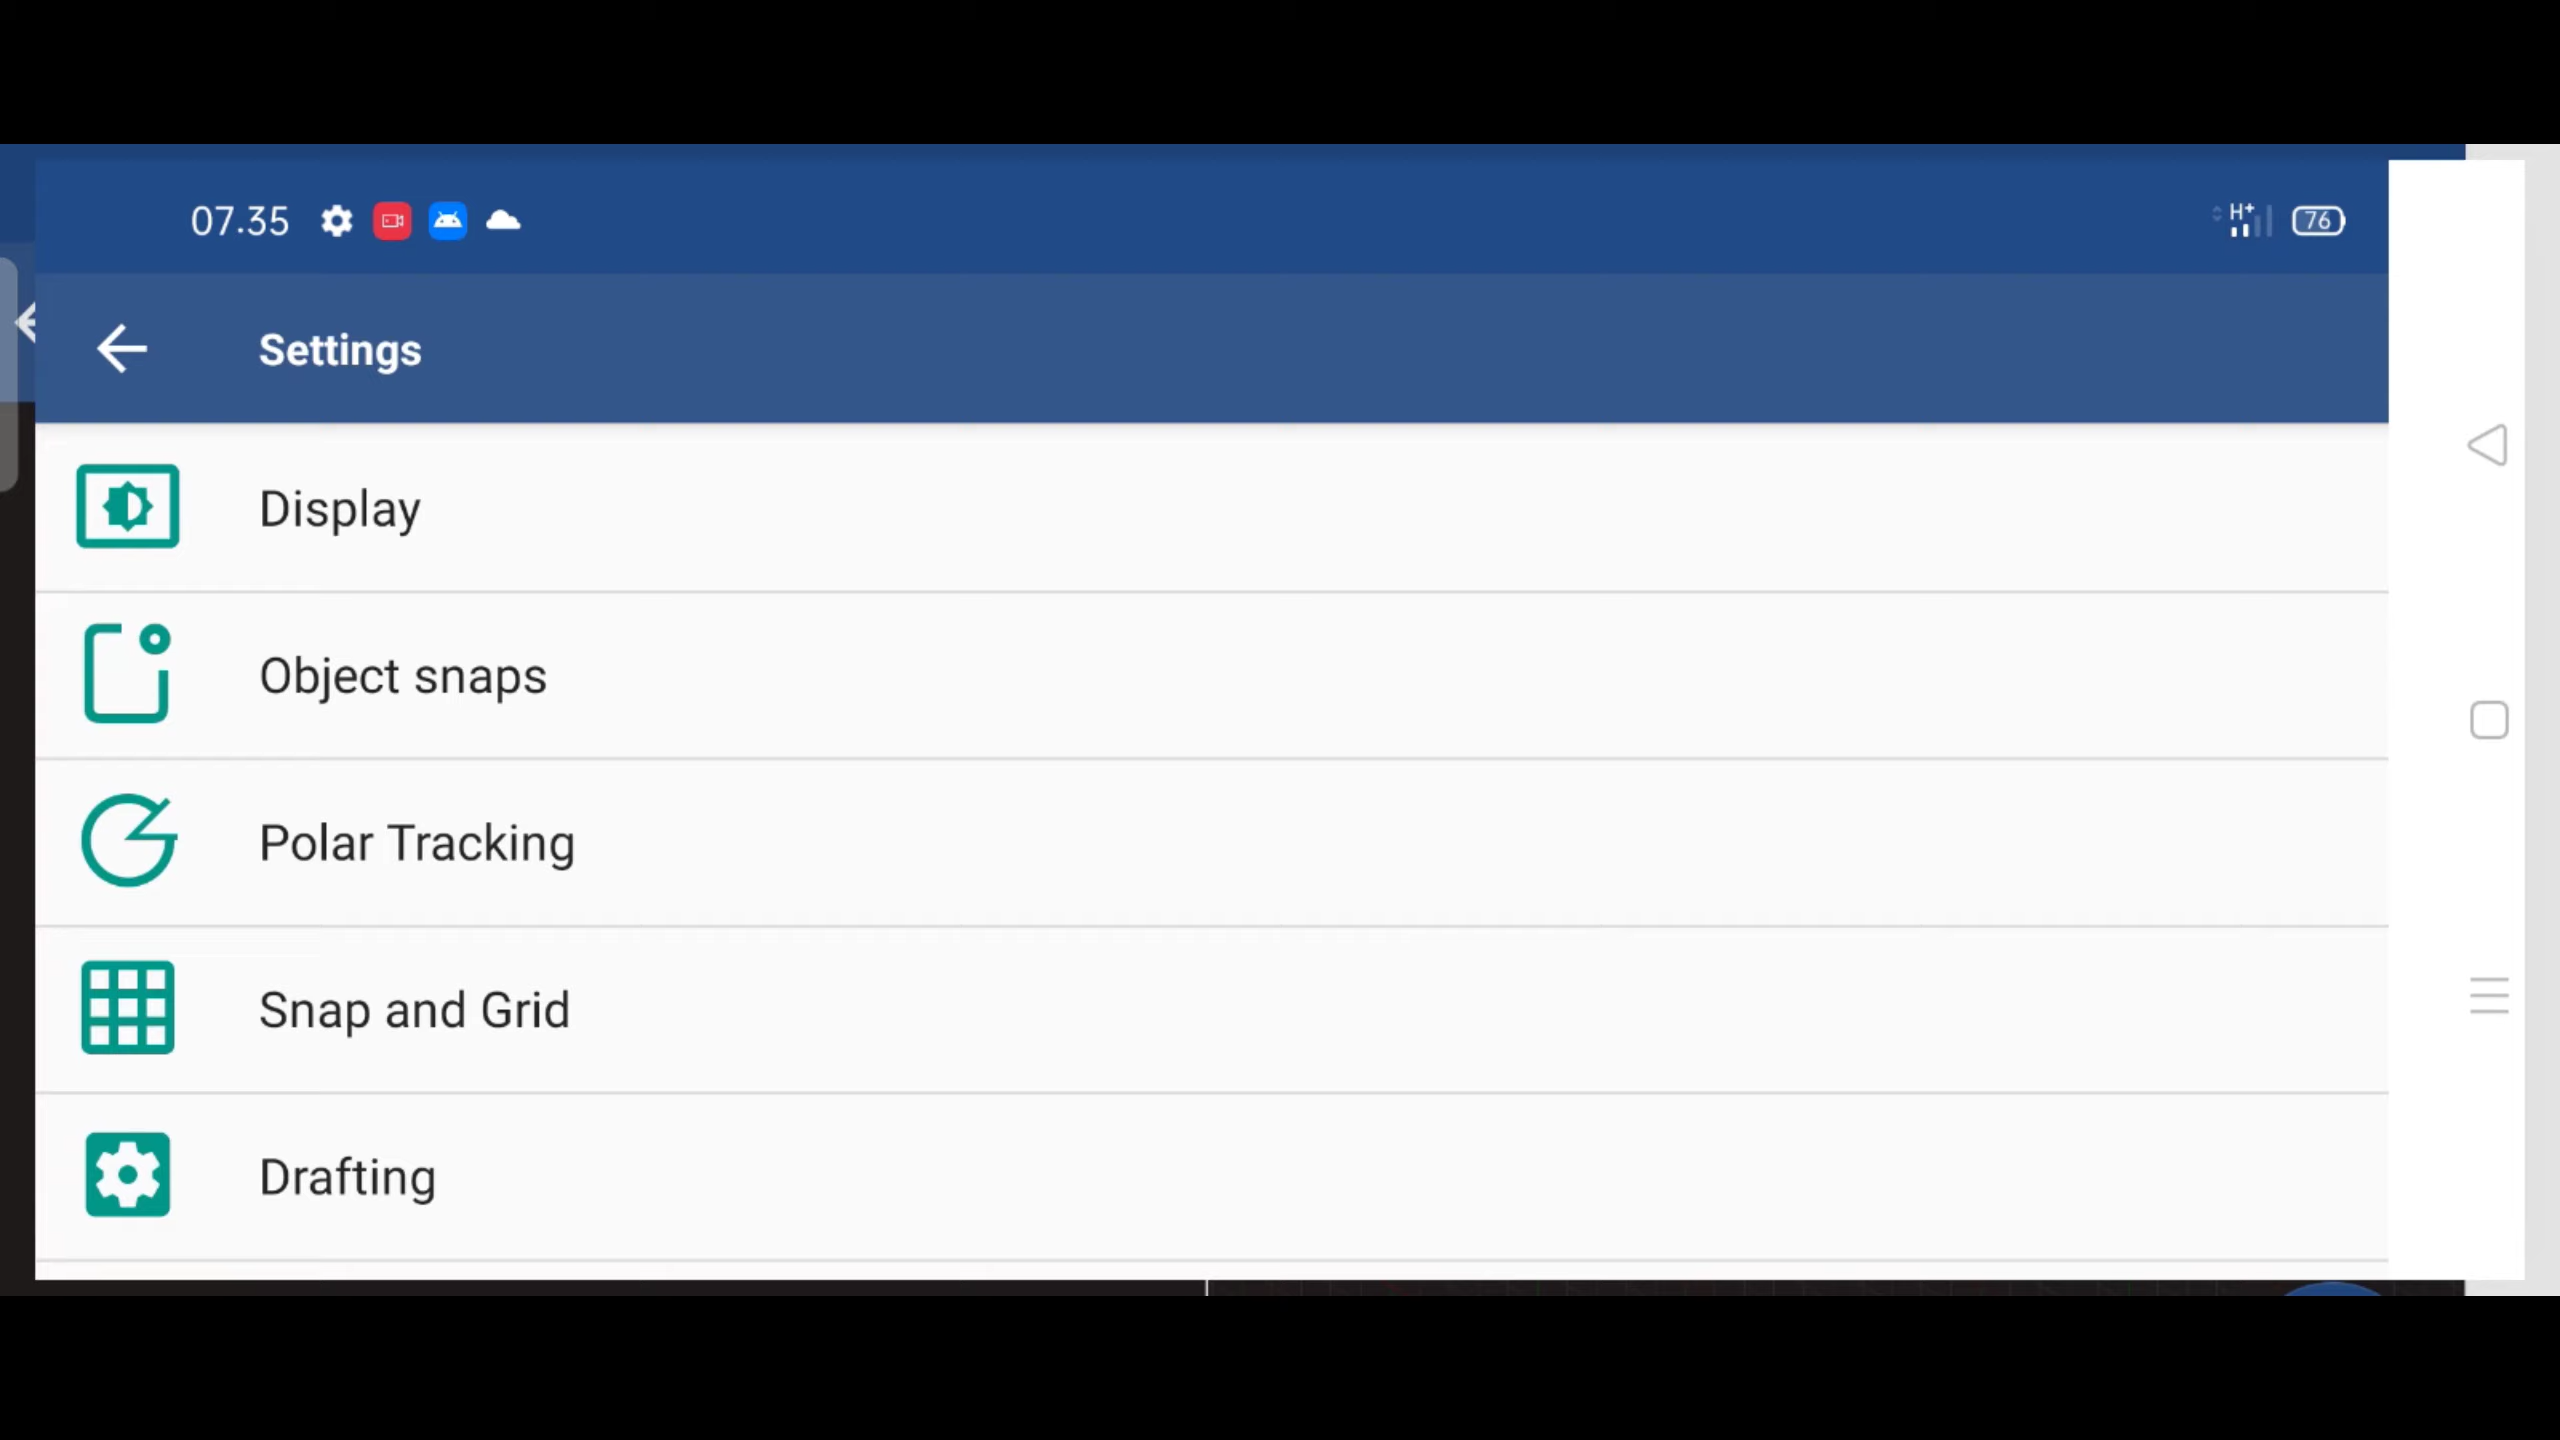 07.35
H+
76
Settings
Display
Object snaps
Polar Tracking
Snap and Grid
Drafting